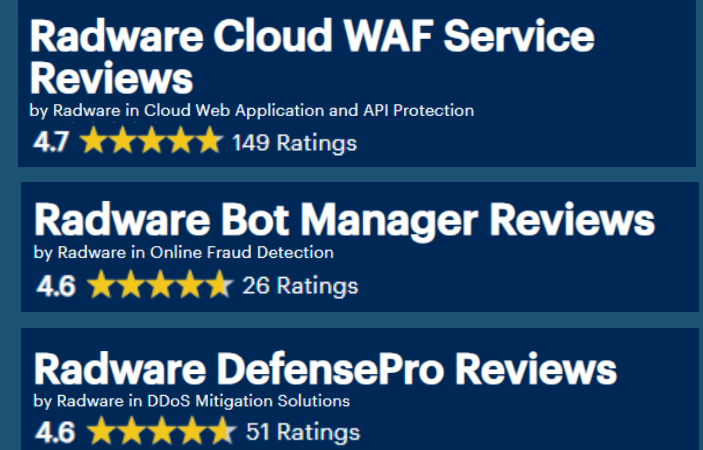 Radware Cloud WAF Service
Reviews
by Radware in Cloud Web Application and API Protection
4.7 149 Ratings
Radware Bot Manager Reviews
by Radware in Online Fraud Detection
4.6 26 Ratings
Radware DefensePro Reviews
by Radware in DDoS Mitigation Solutions
4.6 51 Ratings